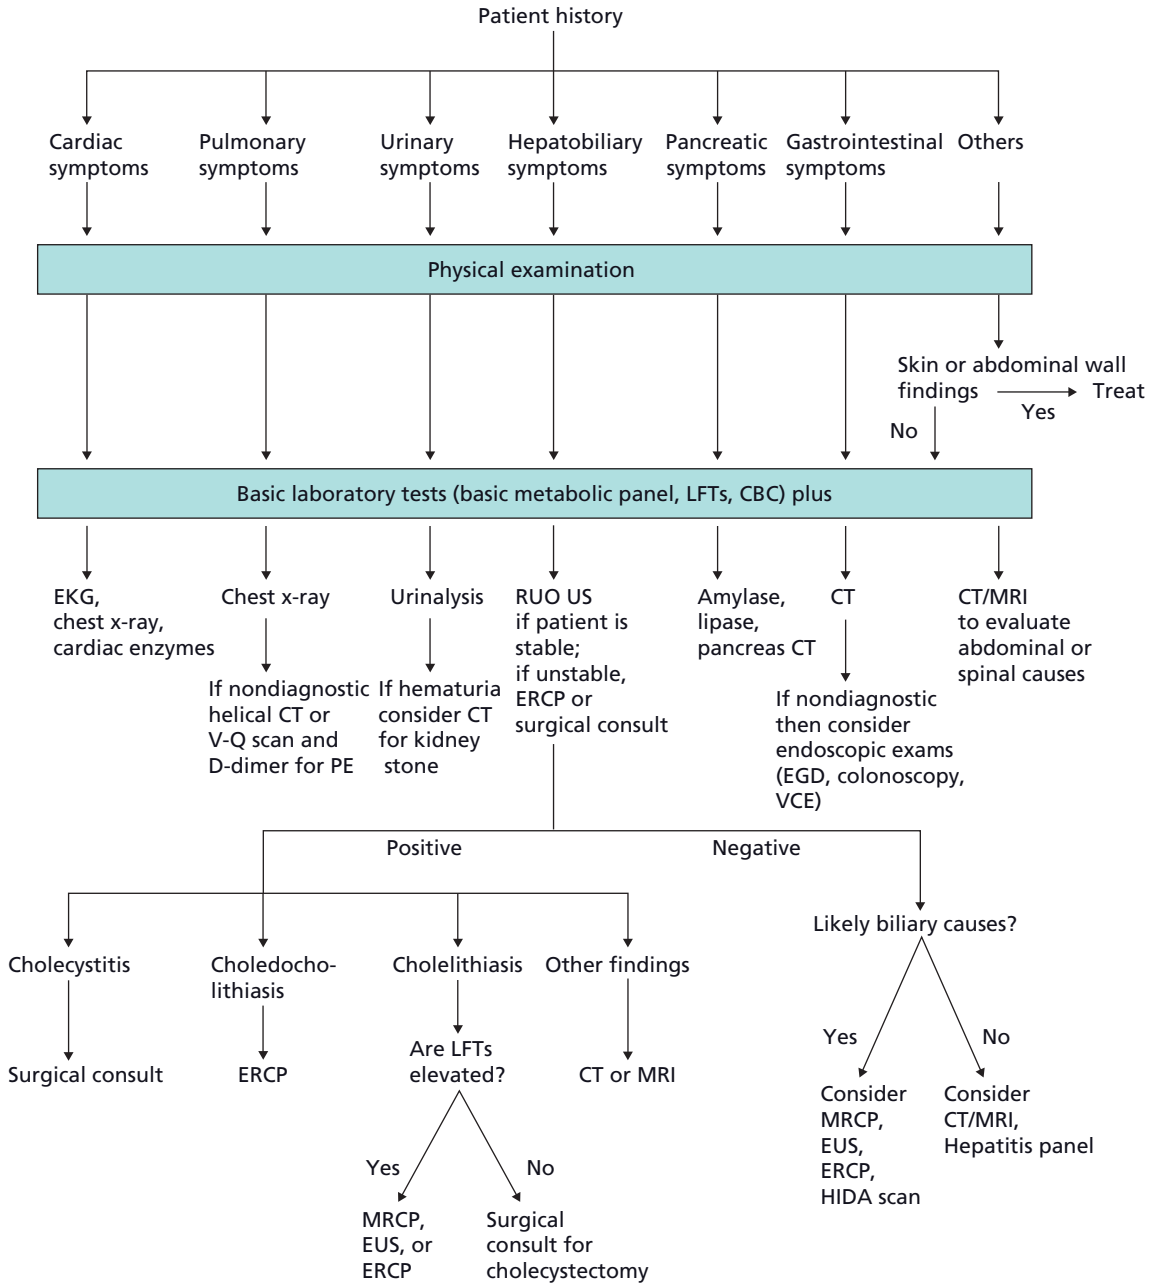 Patient history
Cardiac
symptoms
Pulmonary
symptoms
Urinary
symptoms
Hepatobiliary
symptoms
Pancreatic
symptoms
Gastrointestinal
symptoms
Others
Physical examination
Skin or abdominal wall
findings
Yes
Treat
No
Basic laboratory tests (basic metabolic panel, LFTs, CBC) plus
EKG,
chest x-ray,
cardiac enzymes
Chest x-ray
If nondiagnostic
helical CT or
V-Q scan and
D-dimer for PE
Urinalysis
If hematuria
consider CT
for kidney
stone
RUO US
if patient is
stable;
if unstable,
ERCP or
surgical consult
Amylase,
lipase,
pancreas CT
CT
If nondiagnostic
then consider
endoscopic exams
(EGD, colonoscopy,
VCE)
CT/MRI
to evaluate
abdominal or
spinal causes
Positive
Negative
Cholecystitis
Surgical consult
Choledocho-
lithiasis
ERCP
Cholelithiasis
Are LFTs
elevated?
Yes
No
MRCP,
EUS, or
ERCP
Surgical
consult for
cholecystectomy
Other findings
CT or MRI
Likely biliary causes?
Yes
No
Consider
MRCP,
EUS,
ERCP,
HIDA scan
Consider
CT/MRI,
Hepatitis panel